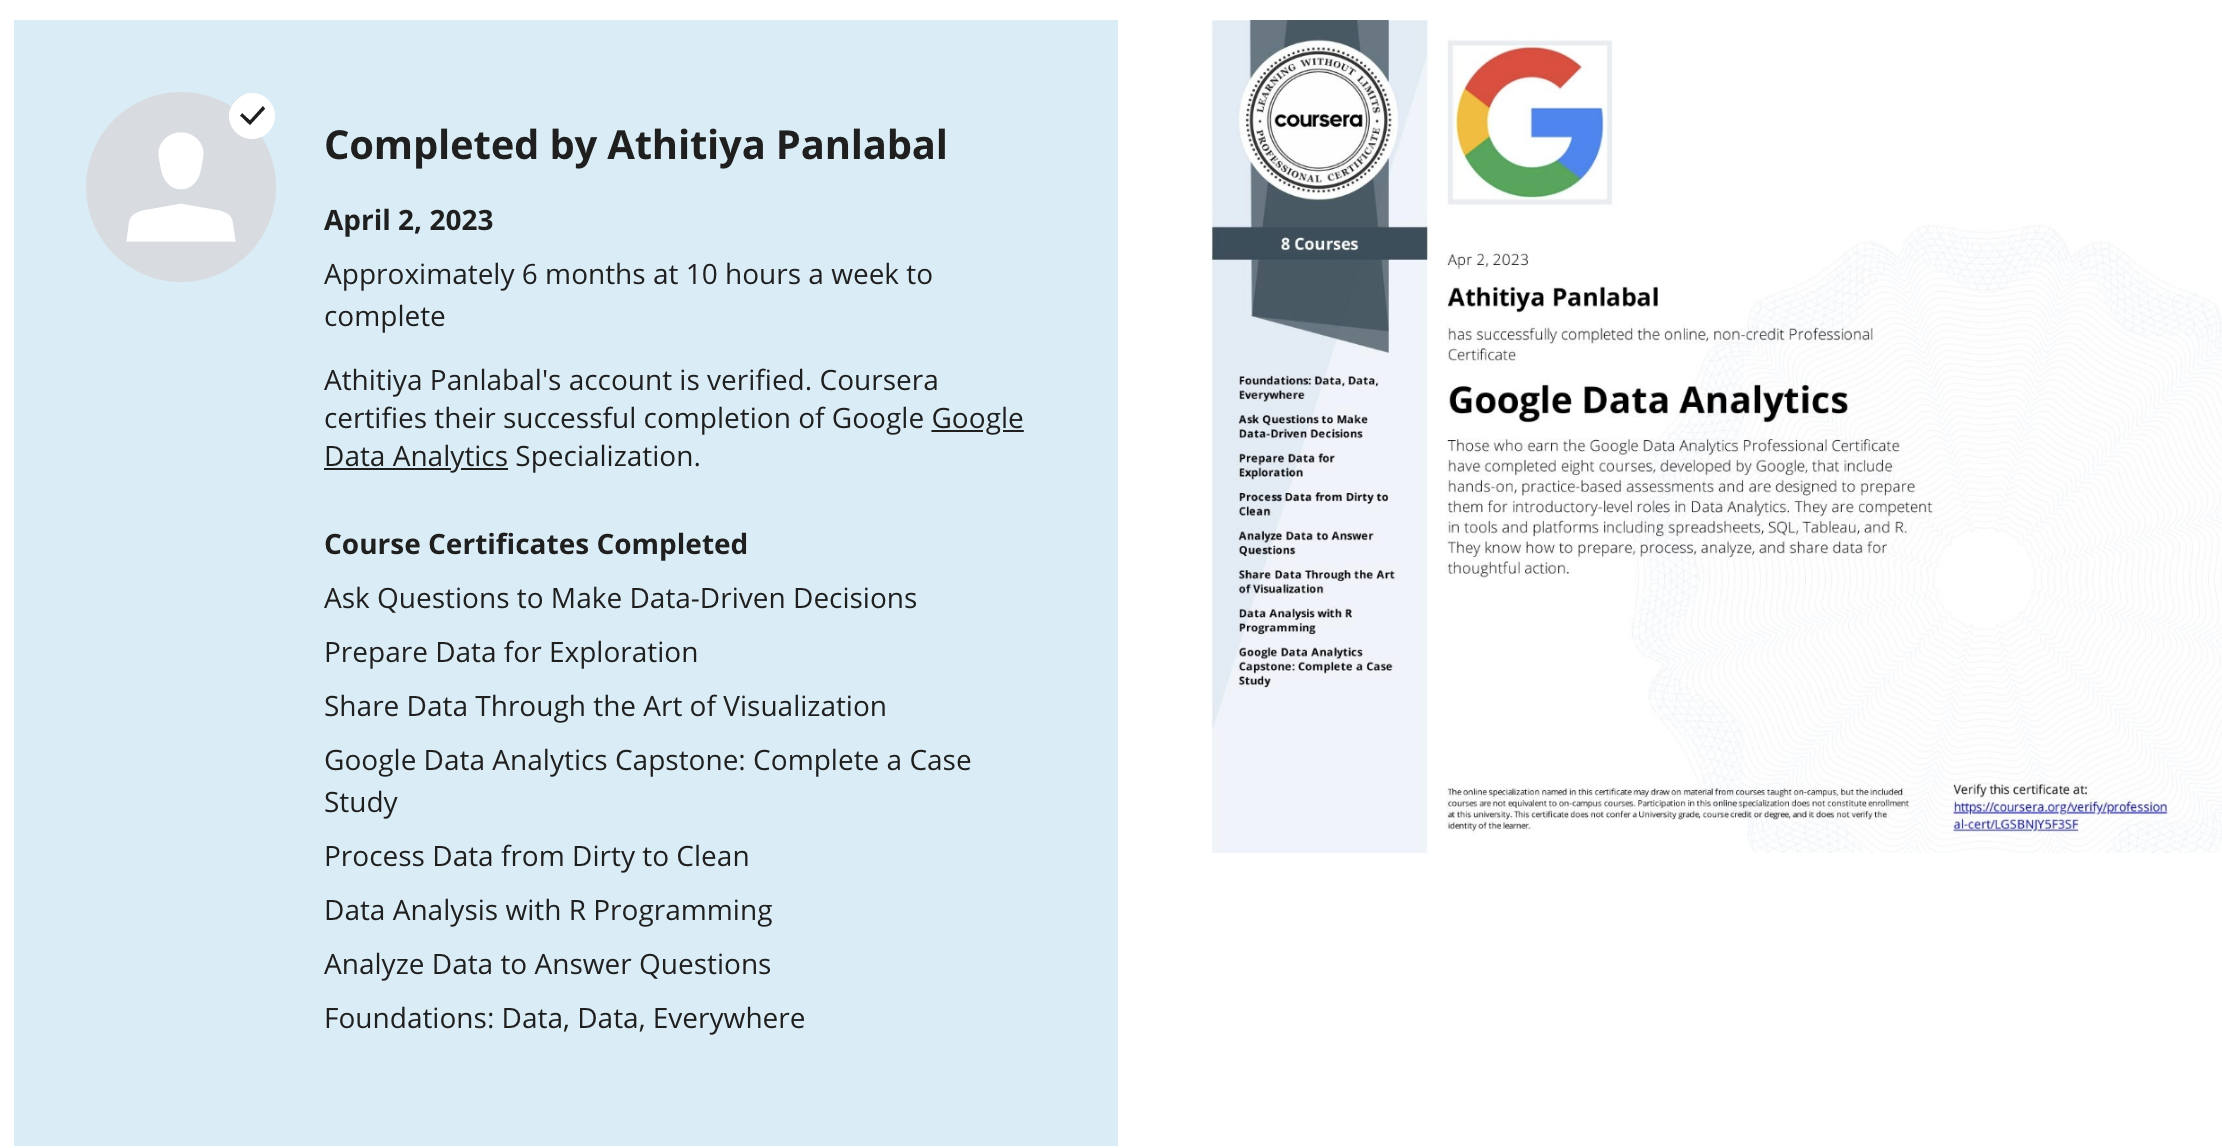 Completed by Athitiya Panlabal
April 2, 2023
Approximately 6 months at 10 hours a week to
complete
Athitiya Panlabal's account is verified. Coursera
certifies their successful completion of Google Google
Data Analytics Specialization.
Course Certificates Completed
Ask Questions to Make Data-Driven Decisions
Prepare Data for Exploration
Share Data Through the Art of Visualization
Google Data Analytics Capstone: Complete a Case
Study
Process Data from Dirty to Clean
Data Analysis with R Programming
Analyze Data to Answer Questions
Foundations: Data, Data, Everywhere
LEARNING WITHOUT LIMITS
coursera
PROFESSIONAL CERTIFICATE
8 Courses
Foundations: Data, Data,
Everywhere
Ask Questions to Make
Data-Driven Decisions
Prepare Data for
Exploration
Process Data from Dirty to
Clean
Analyze Data to Answer
Questions
Share Data Through the Art
of Visualization
Data Analysis with R
Programming
Google Data Analytics
Capstone: Complete a Case
Study
Apr 2, 2023
Athitiya Panlabal
has successfully completed the online, non-credit Professional
Certificate
Google Data Analytics
Those who earn the Google Data Analytics Professional Certificate
have completed eight courses, developed by Google, that include
hands-on, practice-based assessments and are designed to prepare
them for introductory-level roles in Data Analytics. They are competent
in tools and platforms including spreadsheets, SQL, Tableau, and R.
They know how to prepare, process, analyze, and share data for
thoughtful action.
The online specialization named in this certificate may draw on material from courses taught on-campus, but the included
courses are not equivalent to on-campus courses. Participation in this online specialization does not constitute enrollment
at this university. This certificate does not confer a University grade, course credit or degree, and it does not verify the
identity of the learner.
Verify this certificate at:
https://coursera.org/verify/profession
al-cert/LGSBNJY5F3SF